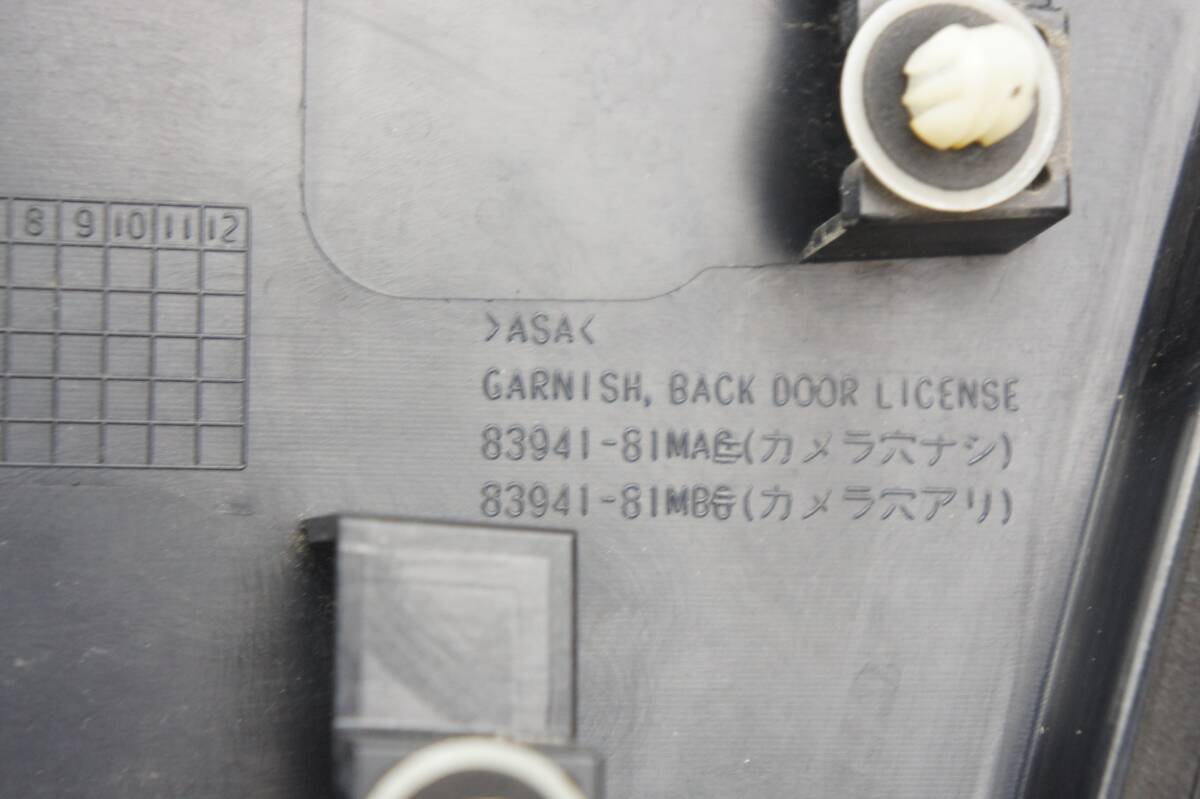 8 9 10 11 12
>ASA<
GARNISH, BACK DOOR LICENSE
83941-81MA (カメラ穴ナシ)
83941-81MB (カメラ穴アリ)